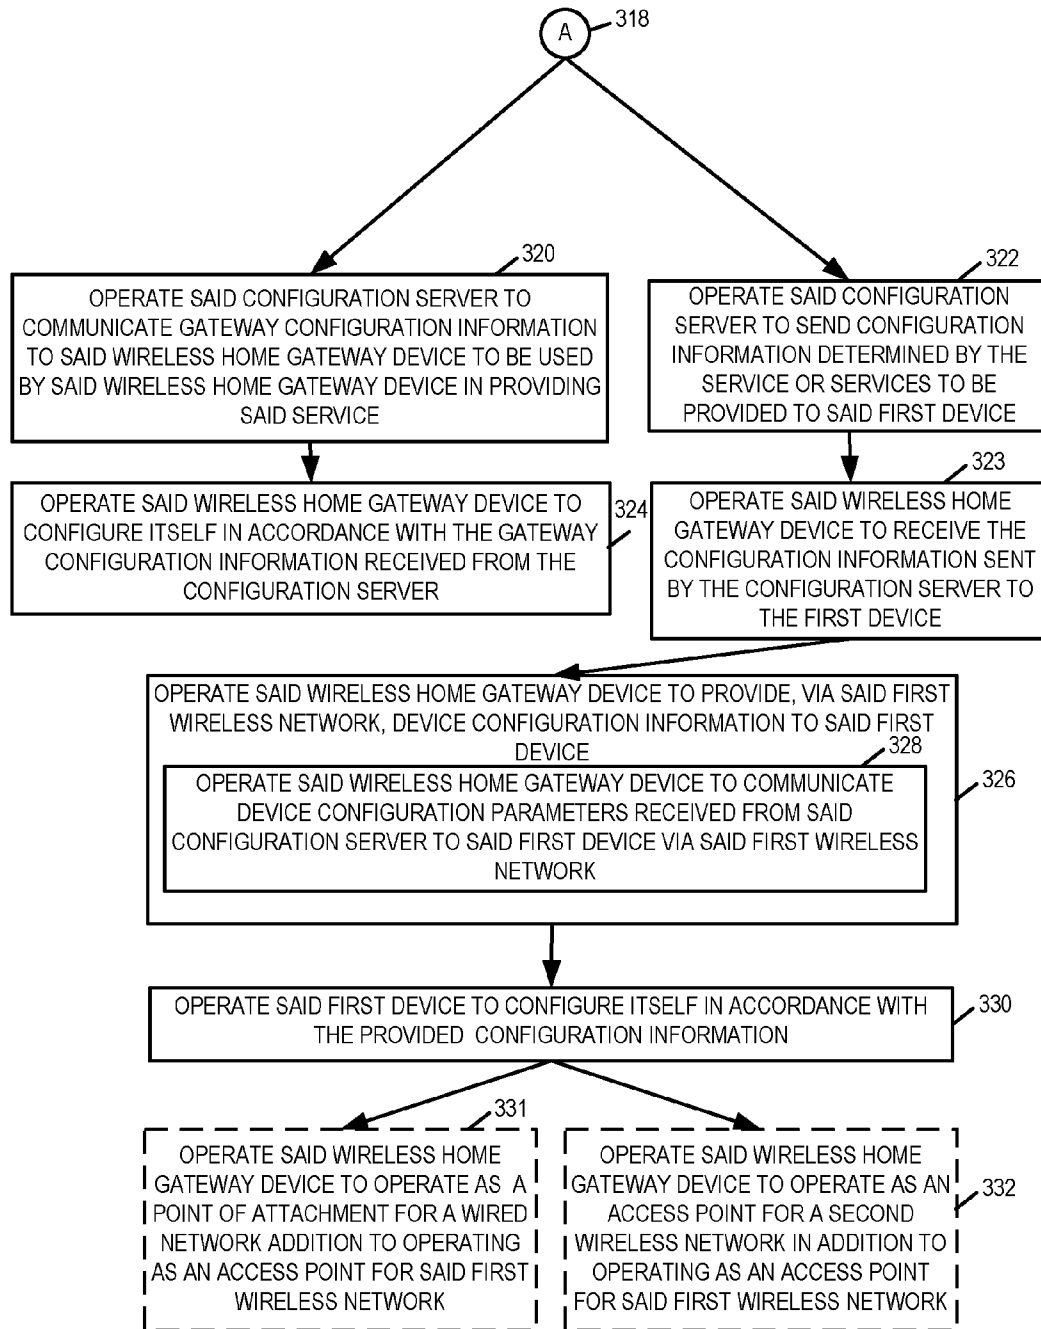 A
318
320
OPERATE SAID CONFIGURATION SERVER TO
COMMUNICATE GATEWAY CONFIGURATION INFORMATION
TO SAID WIRELESS HOME GATEWAY DEVICE TO BE USED
BY SAID WIRELESS HOME GATEWAY DEVICE IN PROVIDING
SAID SERVICE
322
OPERATE SAID CONFIGURATION
SERVER TO SEND CONFIGURATION
INFORMATION DETERMINED BY THE
SERVICE OR SERVICES TO BE
PROVIDED TO SAID FIRST DEVICE
OPERATE SAID WIRELESS HOME GATEWAY DEVICE TO
CONFIGURE ITSELF IN ACCORDANCE WITH THE GATEWAY
CONFIGURATION INFORMATION RECEIVED FROM THE
CONFIGURATION SERVER
324
323
OPERATE SAID WIRELESS HOME
GATEWAY DEVICE TO RECEIVE THE
CONFIGURATION INFORMATION SENT
BY THE CONFIGURATION SERVER TO
THE FIRST DEVICE
OPERATE SAID WIRELESS HOME GATEWAY DEVICE TO PROVIDE, VIA SAID FIRST
WIRELESS NETWORK, DEVICE CONFIGURATION INFORMATION TO SAID FIRST
DEVICE
328
OPERATE SAID WIRELESS HOME GATEWAY DEVICE TO COMMUNICATE
DEVICE CONFIGURATION PARAMETERS RECEIVED FROM SAID
CONFIGURATION SERVER TO SAID FIRST DEVICE VIA SAID FIRST WIRELESS
NETWORK
326
OPERATE SAID FIRST DEVICE TO CONFIGURE ITSELF IN ACCORDANCE WITH
THE PROVIDED CONFIGURATION INFORMATION
330
331
OPERATE SAID WIRELESS HOME
GATEWAY DEVICE TO OPERATE AS A
POINT OF ATTACHMENT FOR A WIRED
NETWORK ADDITION TO OPERATING
AS AN ACCESS POINT FOR SAID FIRST
WIRELESS NETWORK
OPERATE SAID WIRELESS HOME
GATEWAY DEVICE TO OPERATE AS AN
ACCESS POINT FOR A SECOND
WIRELESS NETWORK IN ADDITION TO
OPERATING AS AN ACCESS POINT
FOR SAID FIRST WIRELESS NETWORK
332